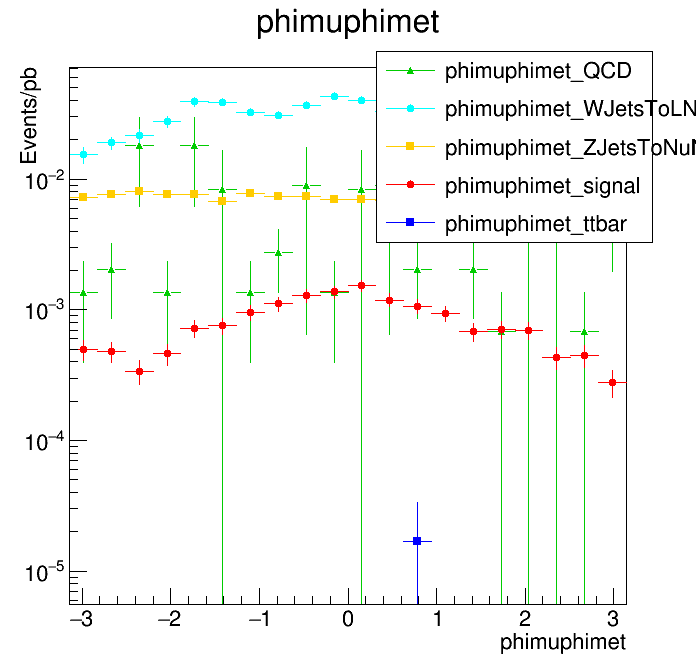 phimuphimet
Events/pb
phimuphimet_QCD
phimuphimet_WJetsToLN
phimuphimet_ZJetsToNuN
phimuphimet_signal
phimuphimet_ttbar
10−2
10−3
10−4
10−5
−3 −2 −1 0 1 2 3
phimuphimet